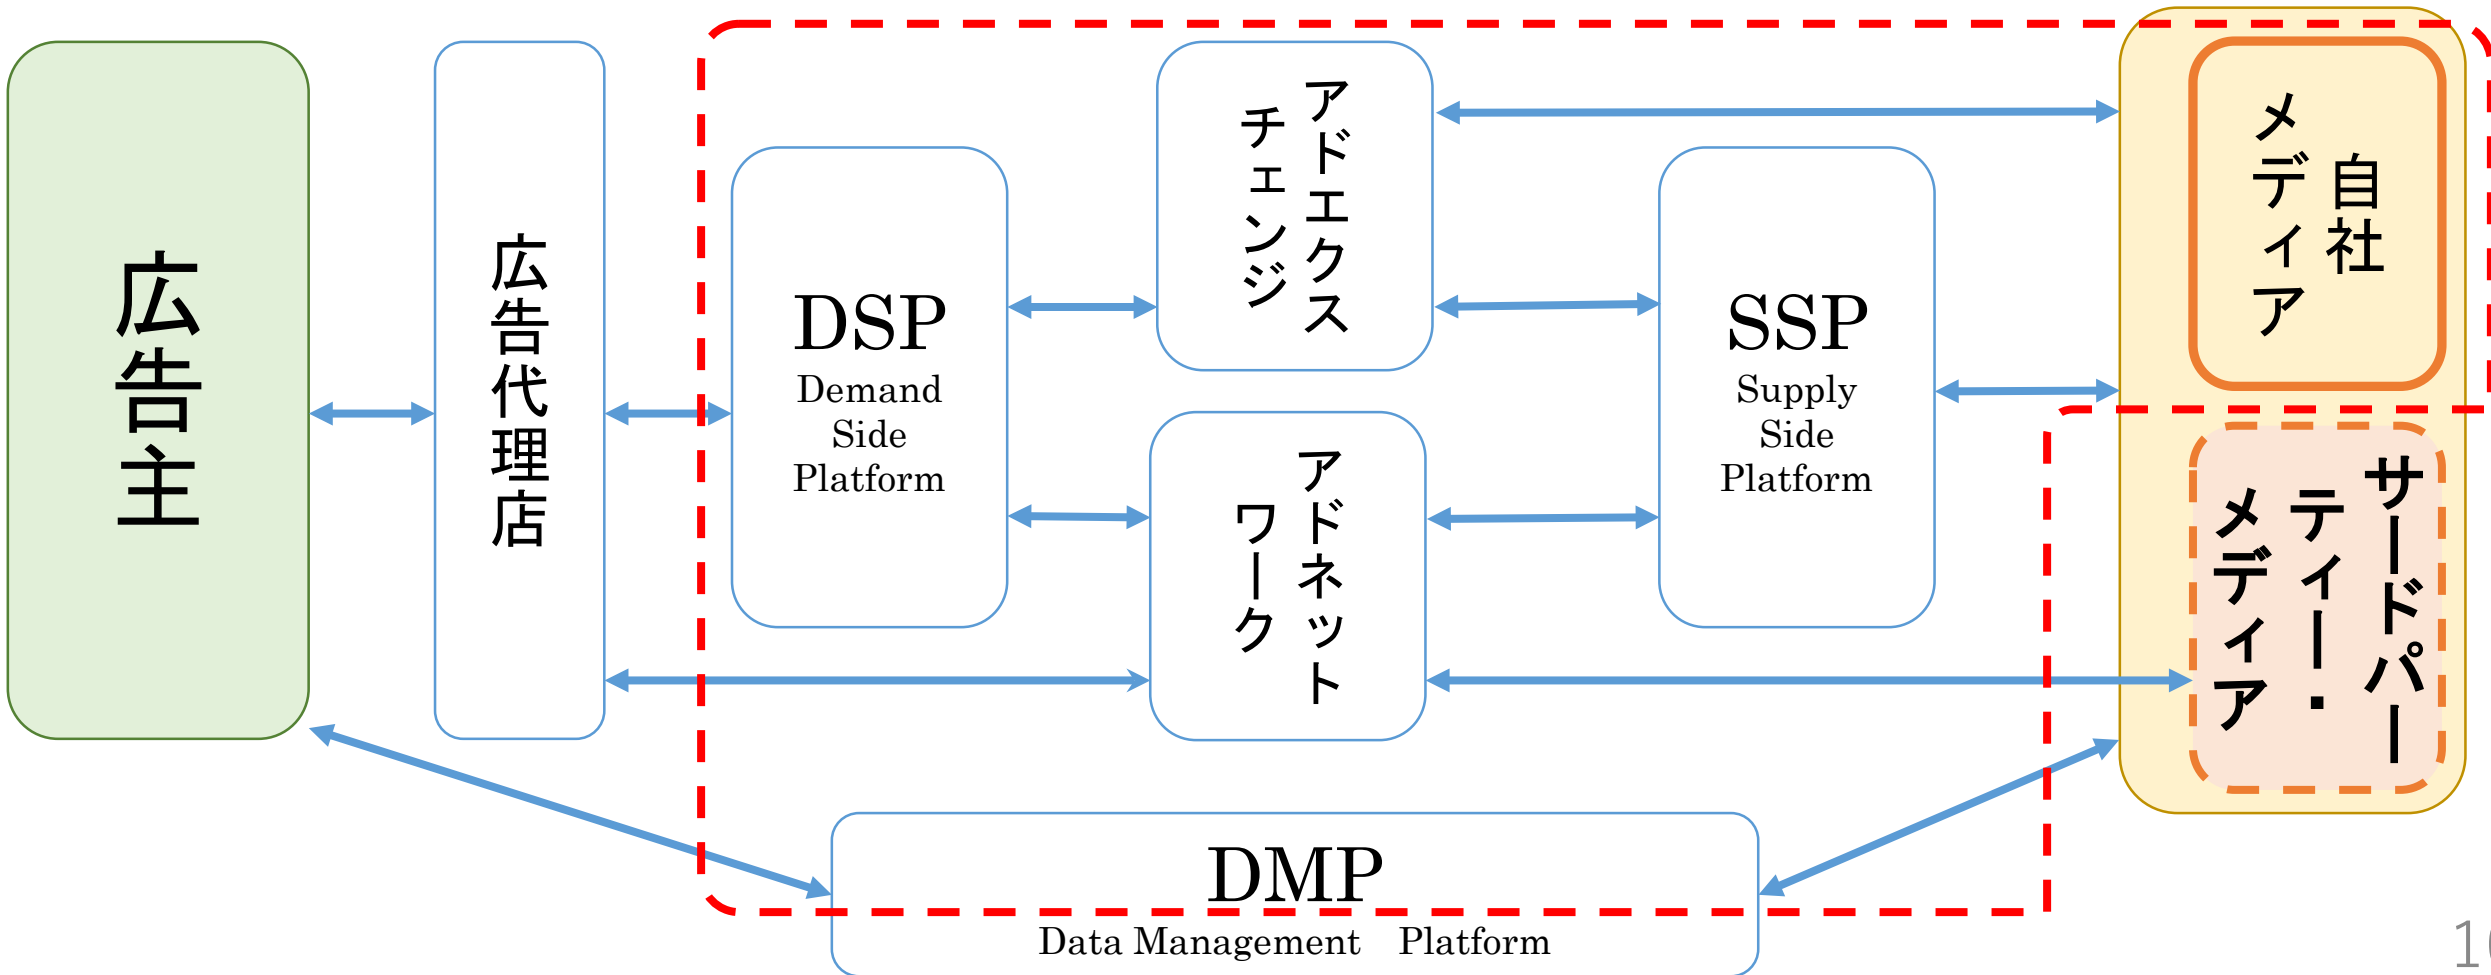 広告主
広告代理店
DSP
Demand
Side
Platform
アドエクス
チェンジ
アドネット
ワーク
SSP
Supply
Side
Platform
自社
メディア
サードパー
ティー・
メディア
DMP
Data Management　Platform